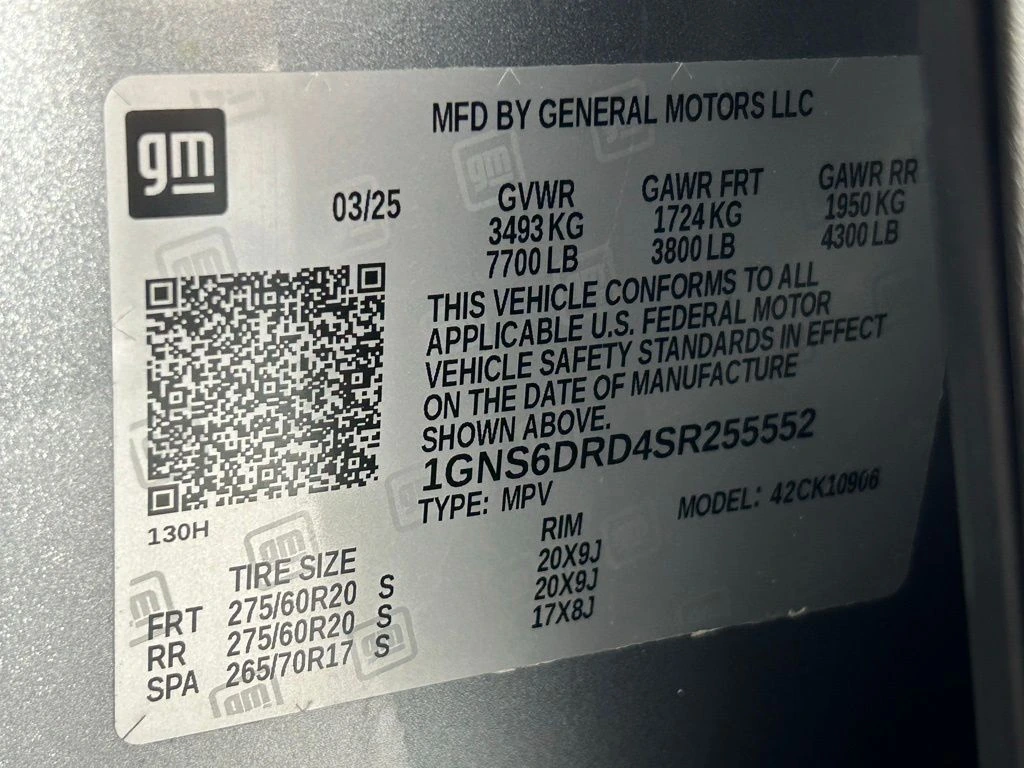 gm
MFD BY GENERAL MOTORS LLC
03/25
GVWR GAWR FRT GAWR RR
3493 KG 1724 KG 1950 KG
7700 LB 3800 LB 4300 LB
THIS VEHICLE CONFORMS TO ALL
APPLICABLE U.S. FEDERAL MOTOR
VEHICLE SAFETY STANDARDS IN EFFECT
ON THE DATE OF MANUFACTURE
SHOWN ABOVE.
1GNS6DRD4SR255552
TYPE: MPV MODEL: 42CK10906
130H
TIRE SIZE RIM
FRT 275/60R20 S 20X9J
RR 275/60R20 S 20X9J
SPA 265/70R17 S 17X8J